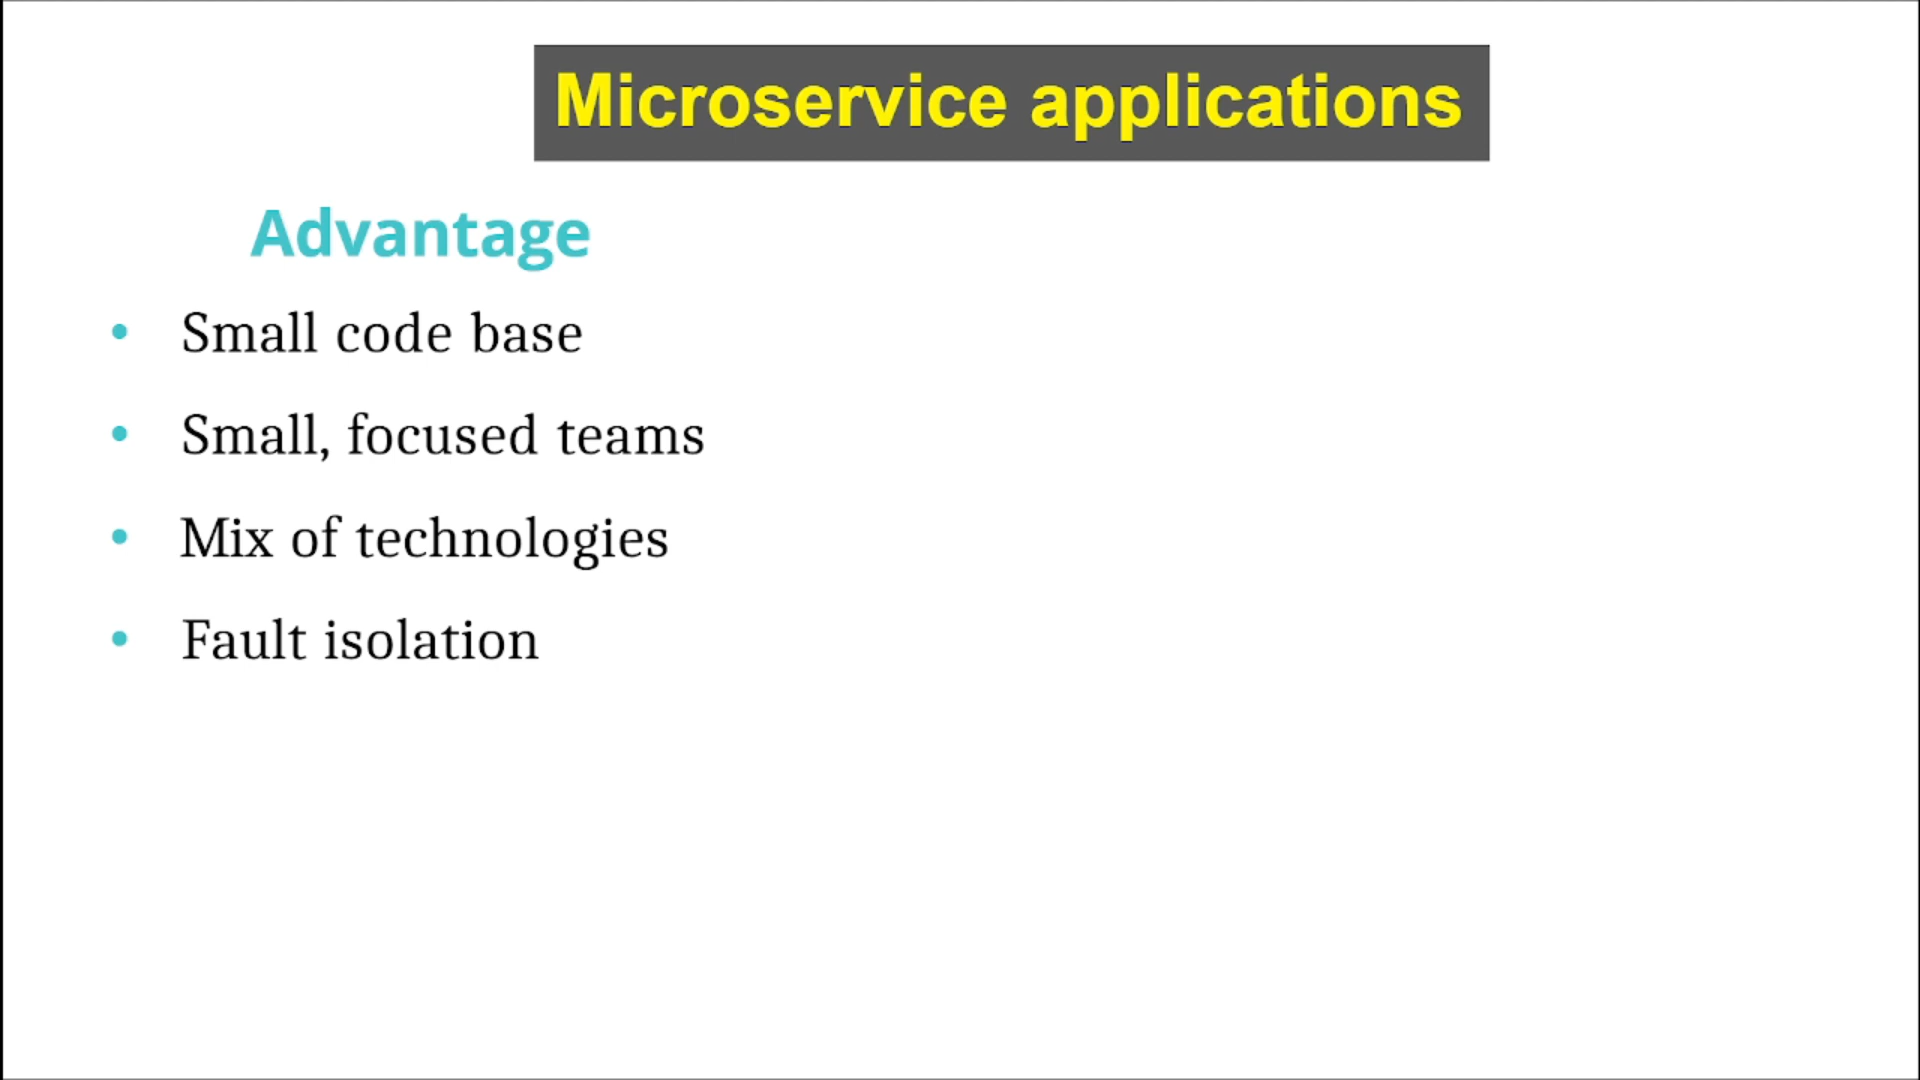 Microservice applications
Advantage
• Small code base
• Small, focused teams
• Mix of technologies
• Fault isolation